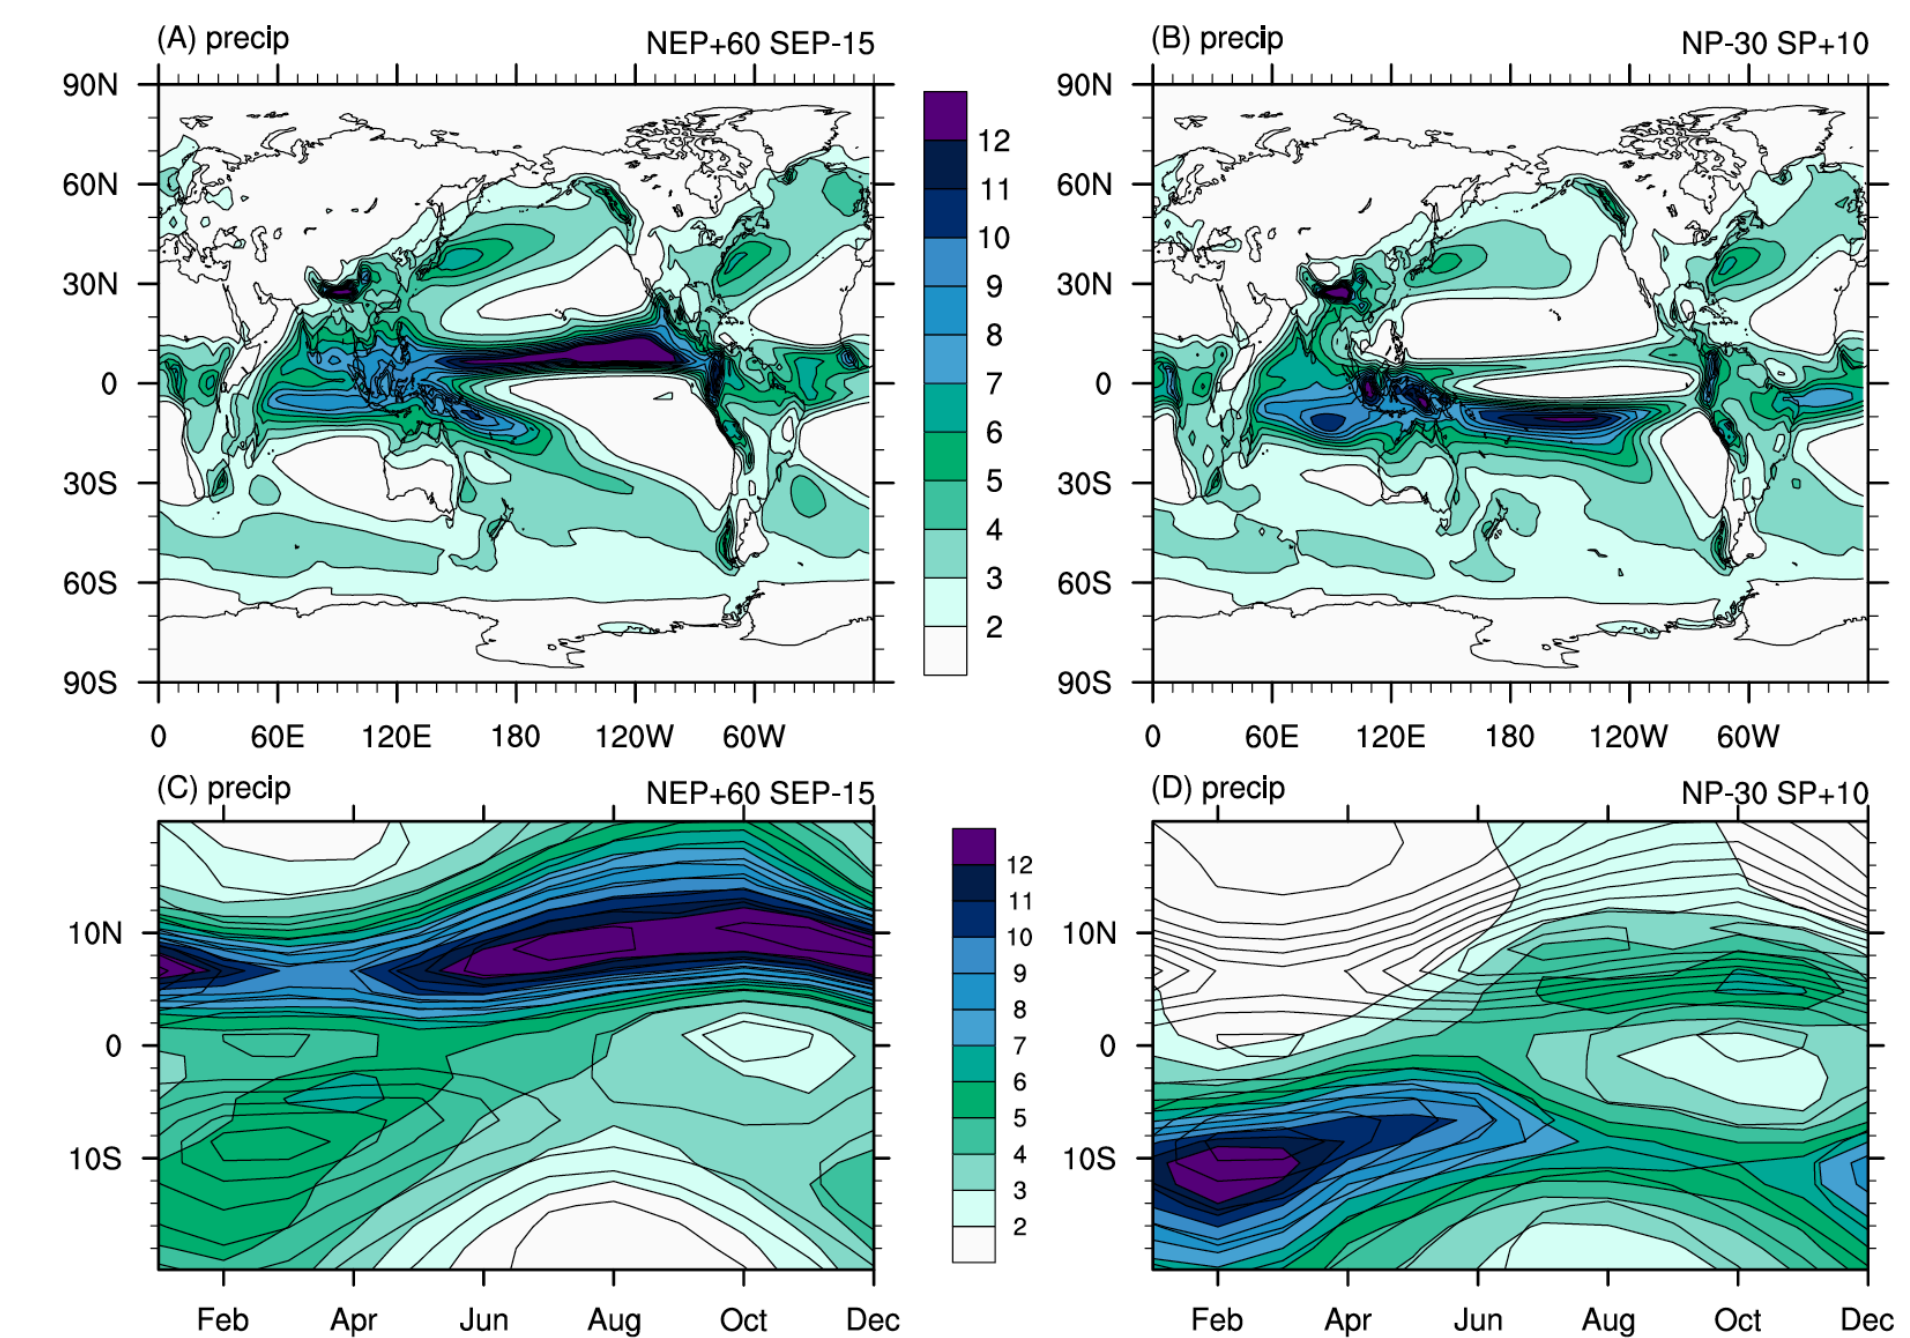 (A) precip NEP+60 SEP-15
90N
60N
30N
0
30S
60S
90S
0 60E 120E 180 120W 60W
12
11
10
9
8
7
6
5
4
3
2
(B) precip NP-30 SP+10
90N
60N
30N
0
30S
60S
90S
0 60E 120E 180 120W 60W
(C) precip NEP+60 SEP-15
10N
0
10S
Feb Apr Jun Aug Oct Dec
12
11
10
9
8
7
6
5
4
3
2
(D) precip NP-30 SP+10
10N
0
10S
Feb Apr Jun Aug Oct Dec